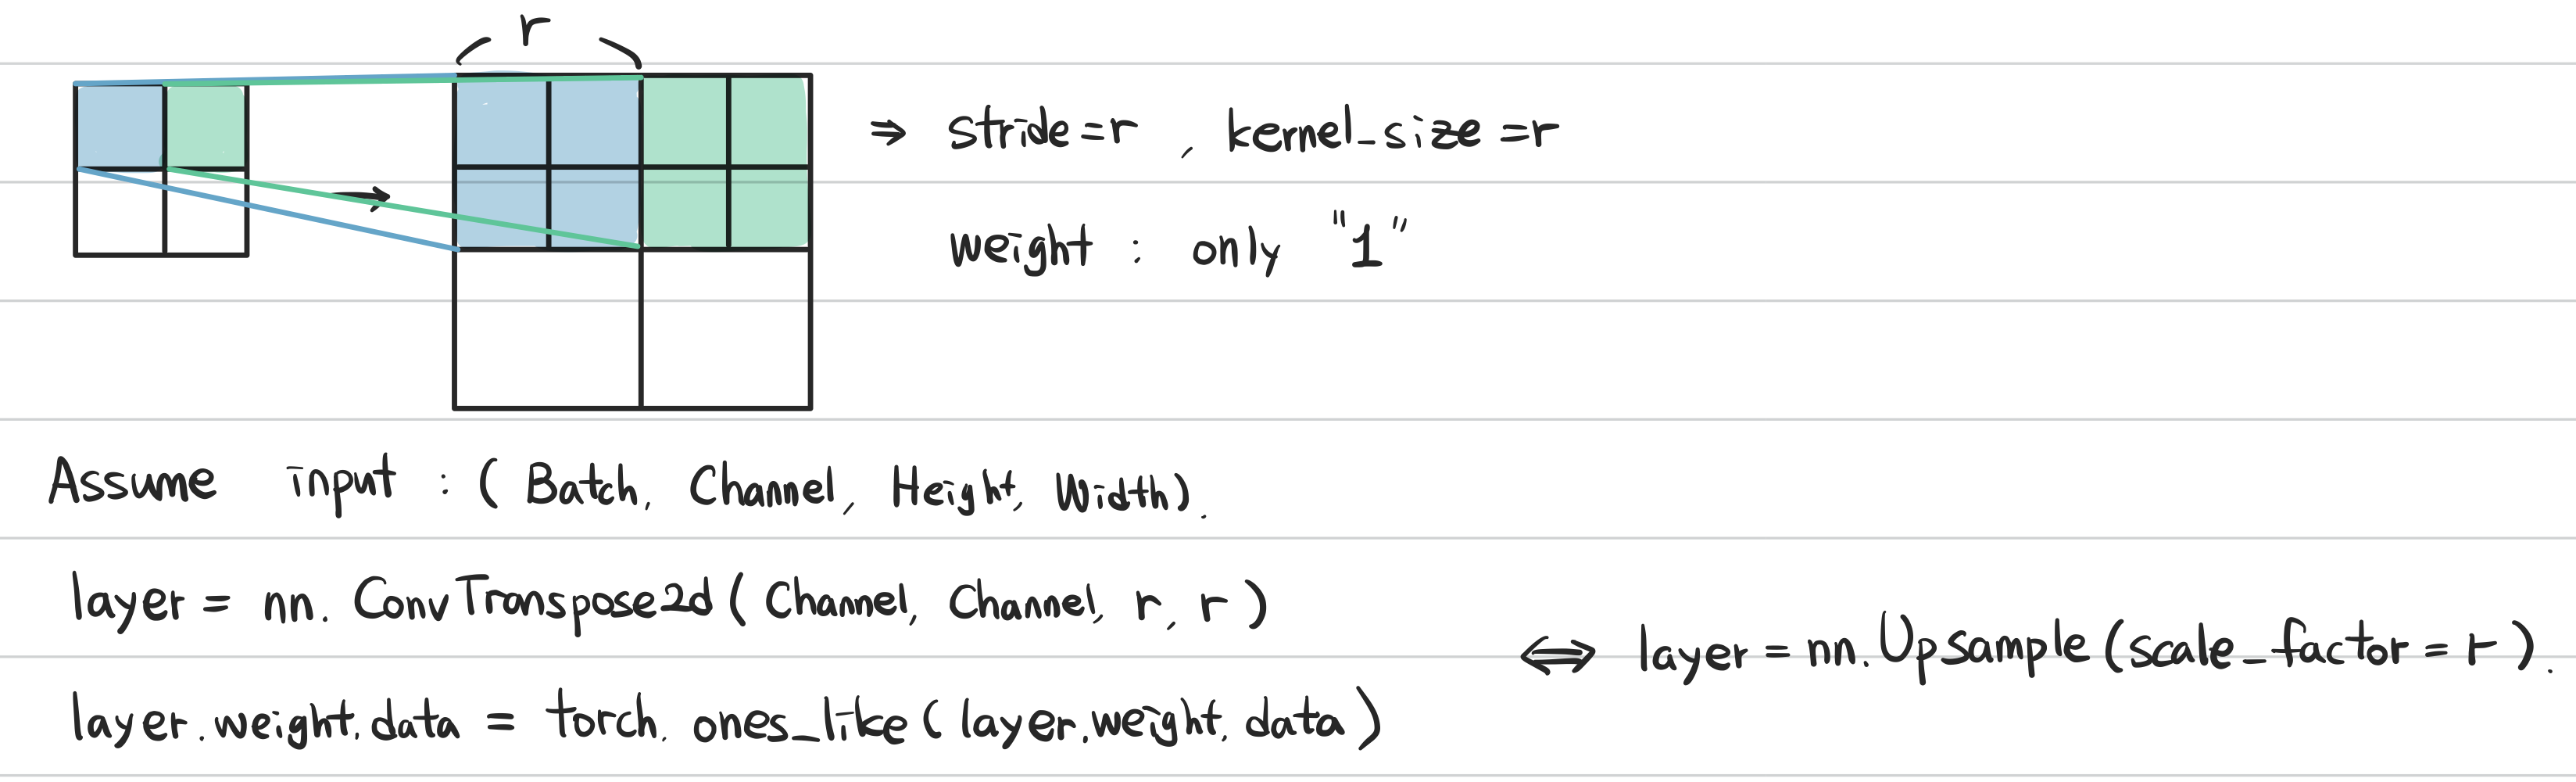 r
⇒ stride=r , kernel_size =r
weight : only "1"
Assume input : ( Batch, Channel, Height, Width).
layer = nn. ConvTranspose2d ( Channel, Channel, r, r )
layer.weight.data = torch. ones_like ( layer.weight. data )
⇔ layer = nn. Upsample (scale_factor = r ).